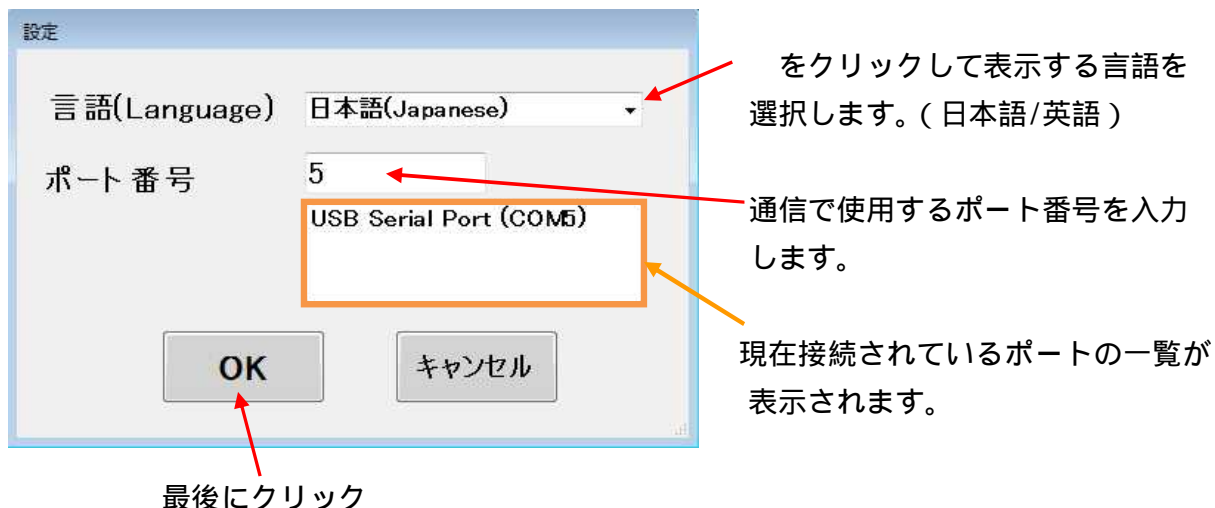 設定
言語(Language) 日本語(Japanese)
をクリックして表示する言語を
選択します。(日本語/英語)
ポート番号 5
USB Serial Port (COM5)
通信で使用するポート番号を入力
します。
現在接続されているポートの一覧が
表示されます。
OK キャンセル
最後にクリック